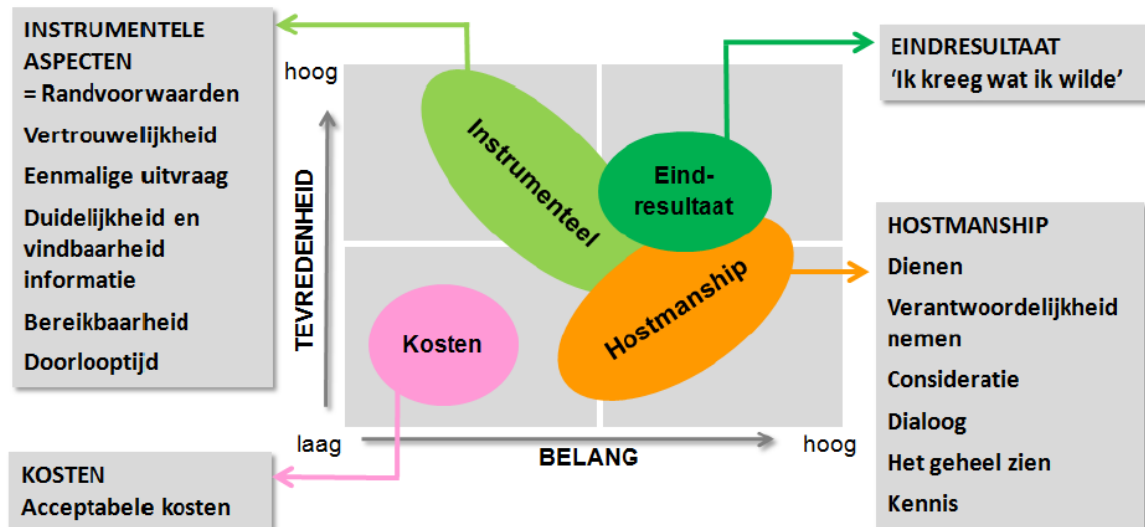 INSTRUMENTELE
ASPECTEN
= Randvoorwaarden
Vertrouwelijkheid
Eenmalige uitvraag
Duidelijkheid en
vindbaarheid
informatie
Bereikbaarheid
Doorlooptijd
KOSTEN
Acceptabele kosten
hoog
TEVREDENHEID
laag
BELANG
hoog
Instrumenteel
Eind-
resultaat
Hostmanship
Kosten
EINDRESULTAAT
'Ik kreeg wat ik wilde'
HOSTMANSHIP
Dienen
Verantwoordelijkheid
nemen
Consideratie
Dialoog
Het geheel zien
Kennis